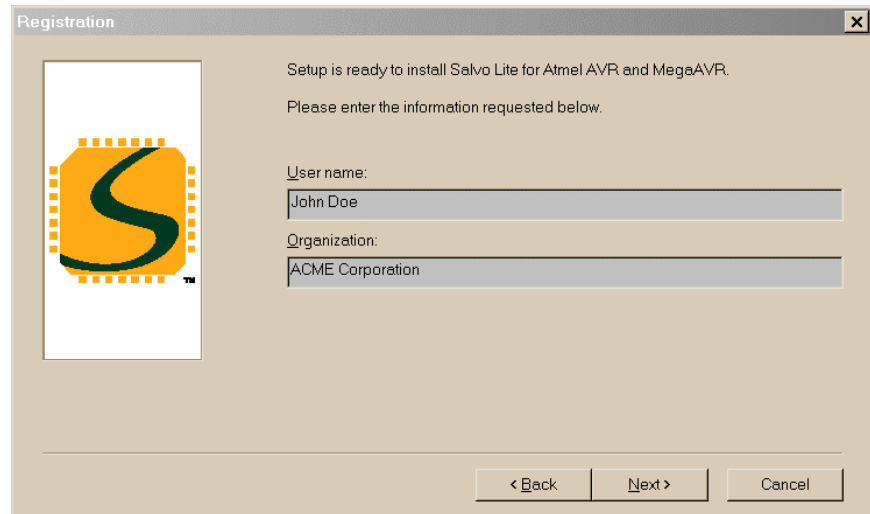 Registration
Setup is ready to install Salvo Lite for Atmel AVR and MegaAVR.
Please enter the information requested below.
User name:
John Doe
Organization:
ACME Corporation
TM
< Back
Next >
Cancel